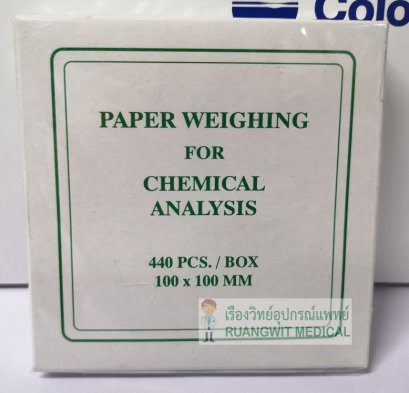 Colo
PAPER WEIGHING
FOR
CHEMICAL
ANALYSIS
440 PCS. / BOX
100 x 100 MM
เรืองวิทย์อุปกรณ์แพทย์
RUANGWIT MEDICAL